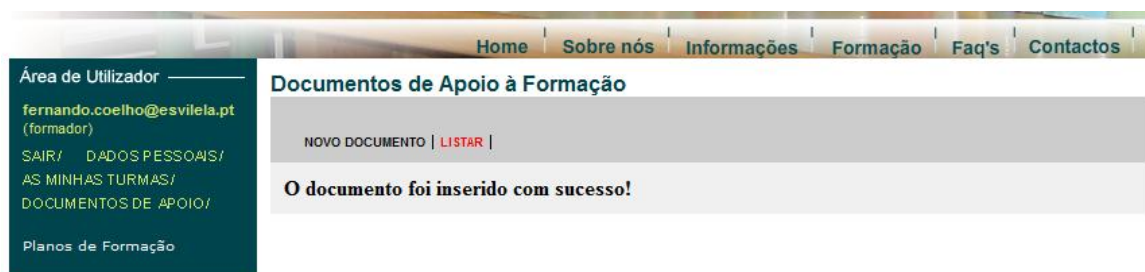 Home Sobre nós Informações Formação Faq's Contactos
Área de Utilizador
fernando.coelho@esvilela.pt
(formador)
SAIR/ DADOS PESSOAIS/
AS MINHAS TURMAS/
DOCUMENTOS DE APOIO/
Planos de Formação
Documentos de Apoio à Formação
NOVO DOCUMENTO | LISTAR |
O documento foi inserido com sucesso!